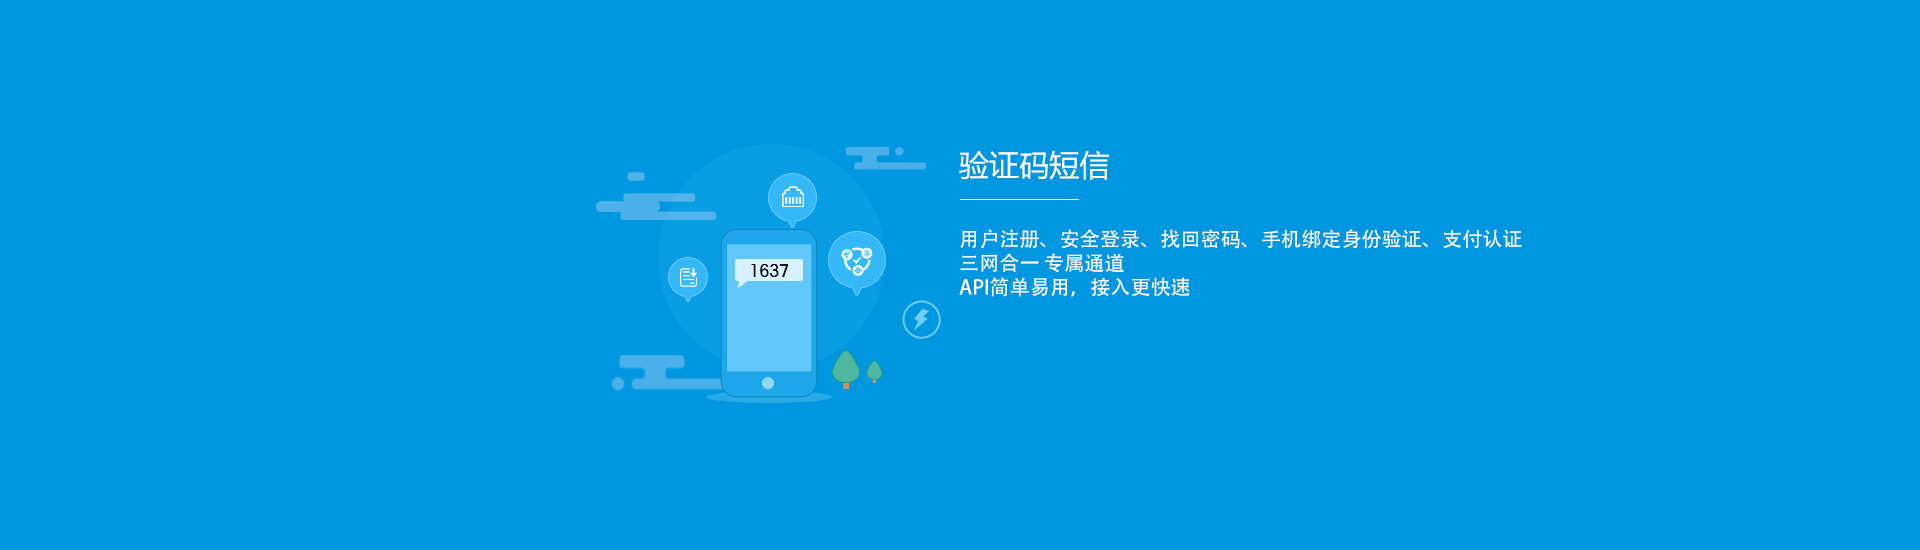 验证码短信
1637
用户注册、安全登录、找回密码、手机绑定身份验证、支付认证
三网合一 专属通道
API简单易用，接入更快速